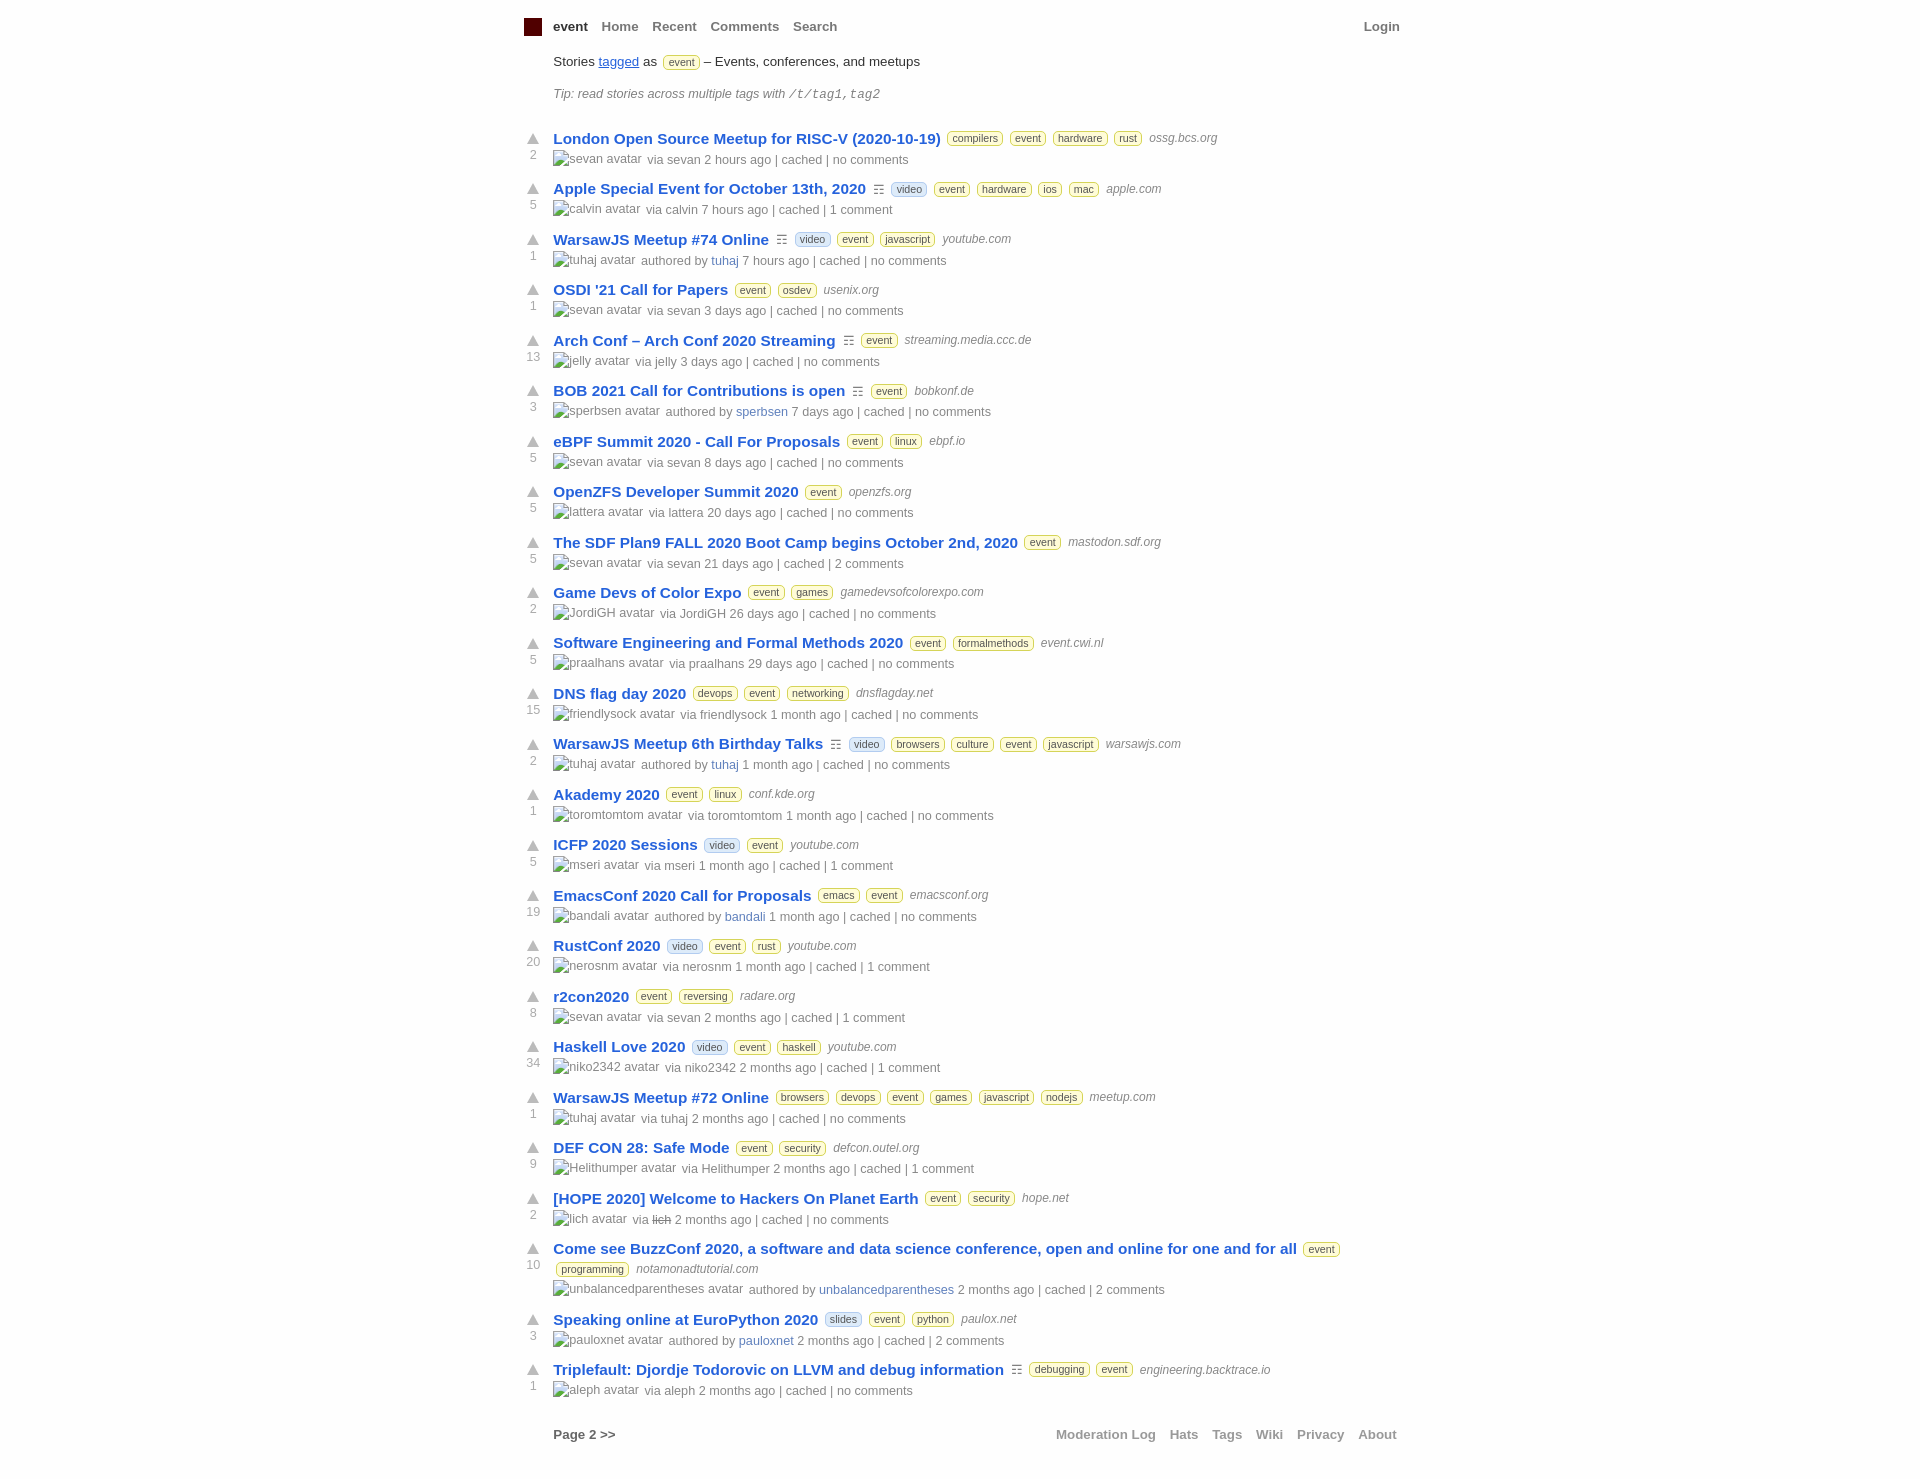 event Home Recent Comments Search Login
Stories tagged as event – Events, conferences, and meetups
Tip: read stories across multiple tags with /t/tag1,tag2
London Open Source Meetup for RISC-V (2020-10-19) compilers event hardware rust ossg.bcs.org
2 sevan avatar via sevan 2 hours ago | cached | no comments
Apple Special Event for October 13th, 2020 ☶ video event hardware ios mac apple.com
5 calvin avatar via calvin 7 hours ago | cached | 1 comment
WarsawJS Meetup #74 Online ☶ video event javascript youtube.com
1 tuhaj avatar authored by tuhaj 7 hours ago | cached | no comments
OSDI '21 Call for Papers event osdev usenix.org
1 sevan avatar via sevan 3 days ago | cached | no comments
Arch Conf – Arch Conf 2020 Streaming ☶ event streaming.media.ccc.de
13 jelly avatar via jelly 3 days ago | cached | no comments
BOB 2021 Call for Contributions is open ☶ event bobkonf.de
3 sperbsen avatar authored by sperbsen 7 days ago | cached | no comments
eBPF Summit 2020 - Call For Proposals event linux ebpf.io
5 sevan avatar via sevan 8 days ago | cached | no comments
OpenZFS Developer Summit 2020 event openzfs.org
5 lattera avatar via lattera 20 days ago | cached | no comments
The SDF Plan9 FALL 2020 Boot Camp begins October 2nd, 2020 event mastodon.sdf.org
5 sevan avatar via sevan 21 days ago | cached | 2 comments
Game Devs of Color Expo event games gamedevsofcolorexpo.com
2 JordiGH avatar via JordiGH 26 days ago | cached | no comments
Software Engineering and Formal Methods 2020 event formalmethods event.cwi.nl
5 praalhans avatar via praalhans 29 days ago | cached | no comments
DNS flag day 2020 devops event networking dnsflagday.net
15 friendlysock avatar via friendlysock 1 month ago | cached | no comments
WarsawJS Meetup 6th Birthday Talks ☶ video browsers culture event javascript warsawjs.com
2 tuhaj avatar authored by tuhaj 1 month ago | cached | no comments
Akademy 2020 event linux conf.kde.org
1 toromtomtom avatar via toromtomtom 1 month ago | cached | no comments
ICFP 2020 Sessions video event youtube.com
5 mseri avatar via mseri 1 month ago | cached | 1 comment
EmacsConf 2020 Call for Proposals emacs event emacsconf.org
19 bandali avatar authored by bandali 1 month ago | cached | no comments
RustConf 2020 video event rust youtube.com
20 nerosnm avatar via nerosnm 1 month ago | cached | 1 comment
r2con2020 event reversing radare.org
8 sevan avatar via sevan 2 months ago | cached | 1 comment
Haskell Love 2020 video event haskell youtube.com
34 niko2342 avatar via niko2342 2 months ago | cached | 1 comment
WarsawJS Meetup #72 Online browsers devops event games javascript nodejs meetup.com
1 tuhaj avatar via tuhaj 2 months ago | cached | no comments
DEF CON 28: Safe Mode event security defcon.outel.org
9 Helithumper avatar via Helithumper 2 months ago | cached | 1 comment
[HOPE 2020] Welcome to Hackers On Planet Earth event security hope.net
2 lich avatar via lich 2 months ago | cached | no comments
Come see BuzzConf 2020, a software and data science conference, open and online for one and for all event
10 programming notamonadtutorial.com
unbalancedparentheses avatar authored by unbalancedparentheses 2 months ago | cached | 2 comments
Speaking online at EuroPython 2020 slides event python paulox.net
3 pauloxnet avatar authored by pauloxnet 2 months ago | cached | 2 comments
Triplefault: Djordje Todorovic on LLVM and debug information ☶ debugging event engineering.backtrace.io
1 aleph avatar via aleph 2 months ago | cached | no comments
Page 2 >> Moderation Log Hats Tags Wiki Privacy About